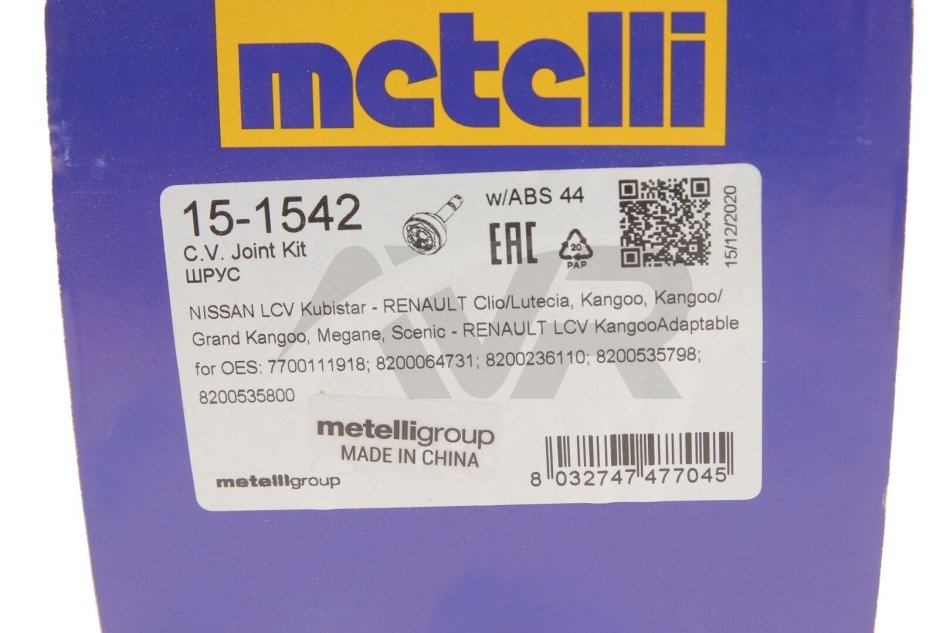 metelli
15-1542
w/ABS 44
C.V. Joint Kit
ШРУС
EAC
20
PAP
15/12/2020
NISSAN LCV Kubistar - RENAULT Clio/Lutecia, Kangoo, Kangoo/
Grand Kangoo, Megane, Scenic - RENAULT LCV KangooAdaptable
for OES: 7700111918; 8200064731; 8200236110; 8200535798;
8200535800
metelligroup
MADE IN CHINA
metelligroup
8 032747 477045
AVR